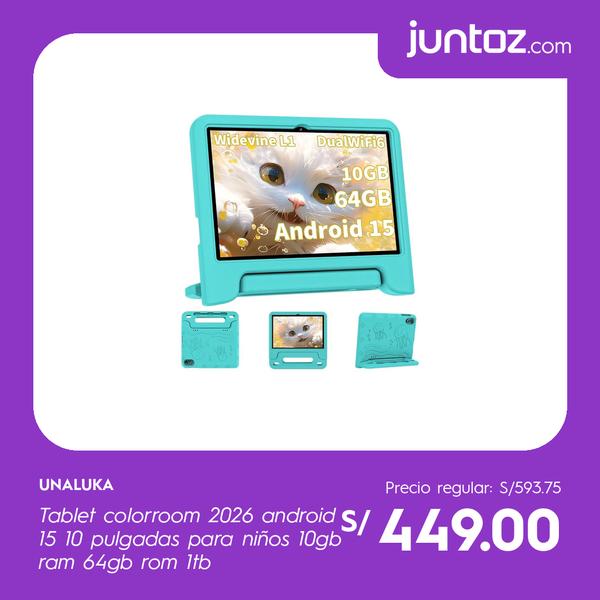 juntoz.com
Widevine L1 DualWiFi6
10GB
64GB
Android 15
UNALUKA
Precio regular: S/593.75
Tablet colorroom 2026 android
15 10 pulgadas para niños 10gb
ram 64gb rom 1tb
S/ 449.00